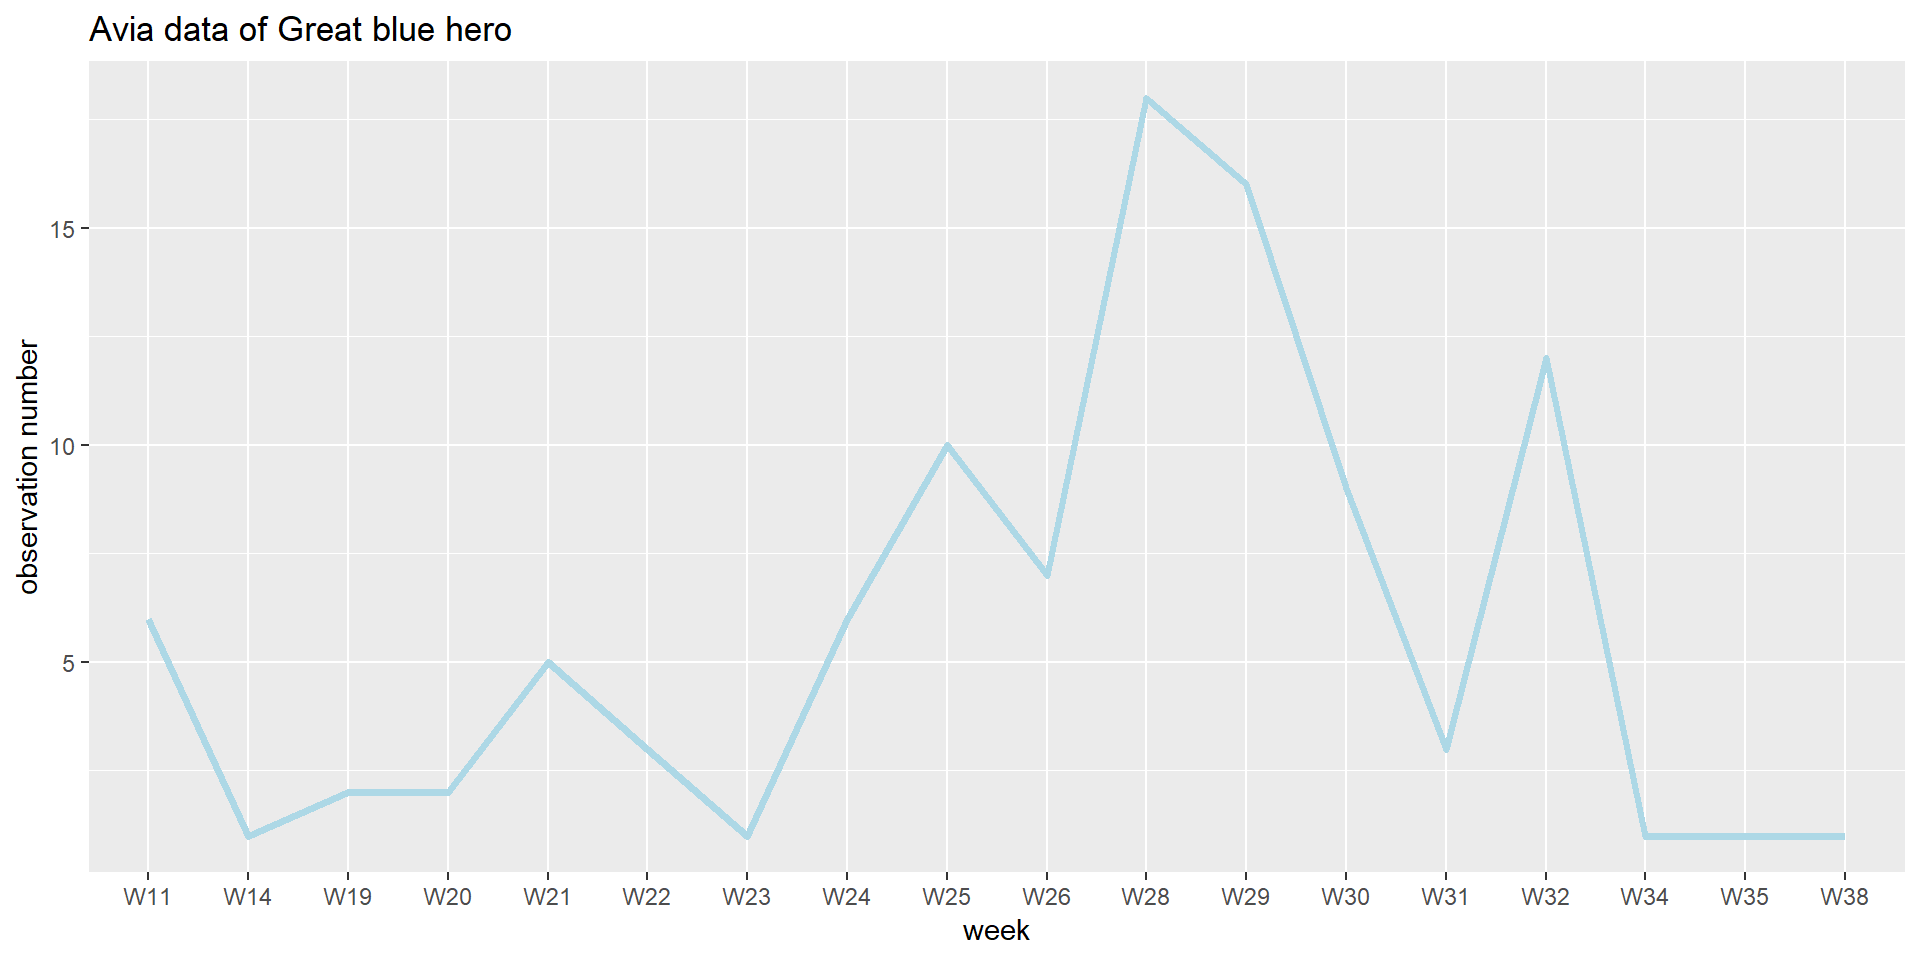 Avia data of Great blue hero
observation number
15
10
5
W11 W14 W19 W20 W21 W22 W23 W24 W25 W26 W28 W29 W30 W31 W32 W34 W35 W38
week